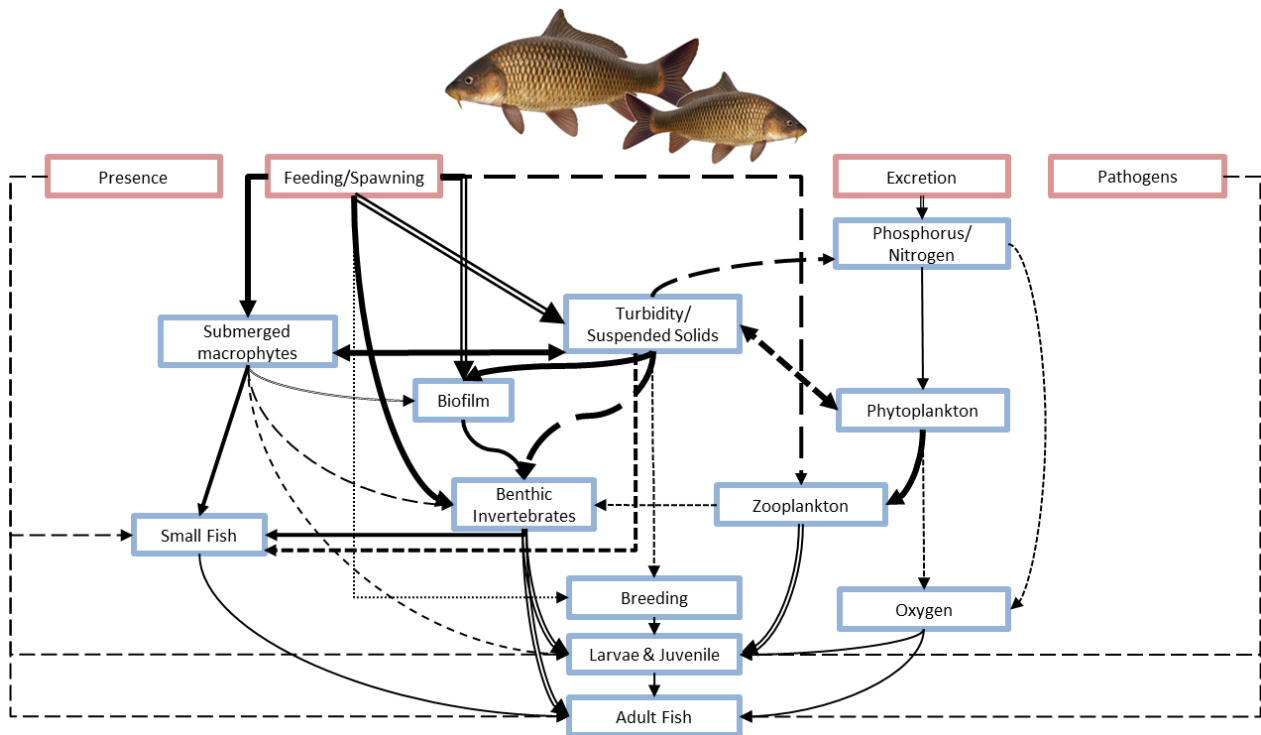 Presence
Feeding/Spawning
Excretion
Pathogens
Phosphorus/
Nitrogen
Turbidity/
Suspended Solids
Submerged
macrophytes
Biofilm
Phytoplankton
Benthic
Invertebrates
Zooplankton
Small Fish
Breeding
Oxygen
Larvae & Juvenile
Adult Fish